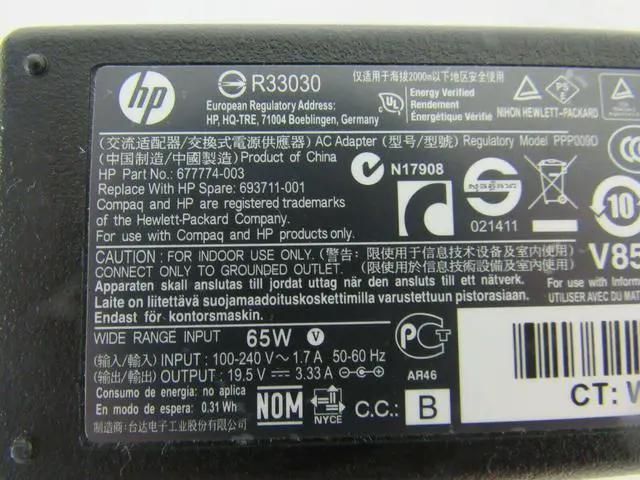 hp
R33030
European Regulatory Address:
HP, HQ-TRE, 71004 Boeblingen, Germany
仅适用于海拔2000m以下地区安全使用
UL
Energy Verified
Rendement
Énergétique Vérifié
NIHON HEWLETT-PACKARD
PS
E
(交流适配器/交換式電源供應器) AC Adapter (型号/型號) Regulatory Model PPP009D
(中国制造/中國製造) Product of China
HP Part No.: 677774-003
Replace With HP Spare: 693711-001
Compaq and HP are registered trademarks
of the Hewlett-Packard Company.
For use with Compaq and HP products only.
N17908
021411
10
V85
CAUTION : FOR INDOOR USE ONLY. (警告: 限使用于信息技术设备及室内使用)
CONNECT ONLY TO GROUNDED OUTLET. (限使用於信息技術設備及室内使用)
Apparaten skall anslutas till jordat uttag när den ansluts till ett nätverk.
Laite on liitettävä suojamaadoituskoskettimilla varustettuun pistorasiaan.
Endast för kontorsmaskin.
For use with Informa
UTILISER AVEC DU MAT
WIDE RANGE INPUT 65W V
(输入/輸入) INPUT : 100-240 V~ 1.7 A 50-60 Hz
(输出/輸出) OUTPUT : 19.5 V 3.33 A
Consumo de energia: no aplica
En modo de espera: 0.31 Wh
制造商: 台达电子工业股份有限公司
NOM
NYCE
C.C.: B
AR46
CT: W